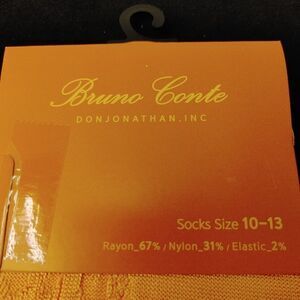 Bruno Conte
DONJONATHAN.INC
Socks Size 10-13
Rayon_67% / Nylon_31% / Elastic_2%